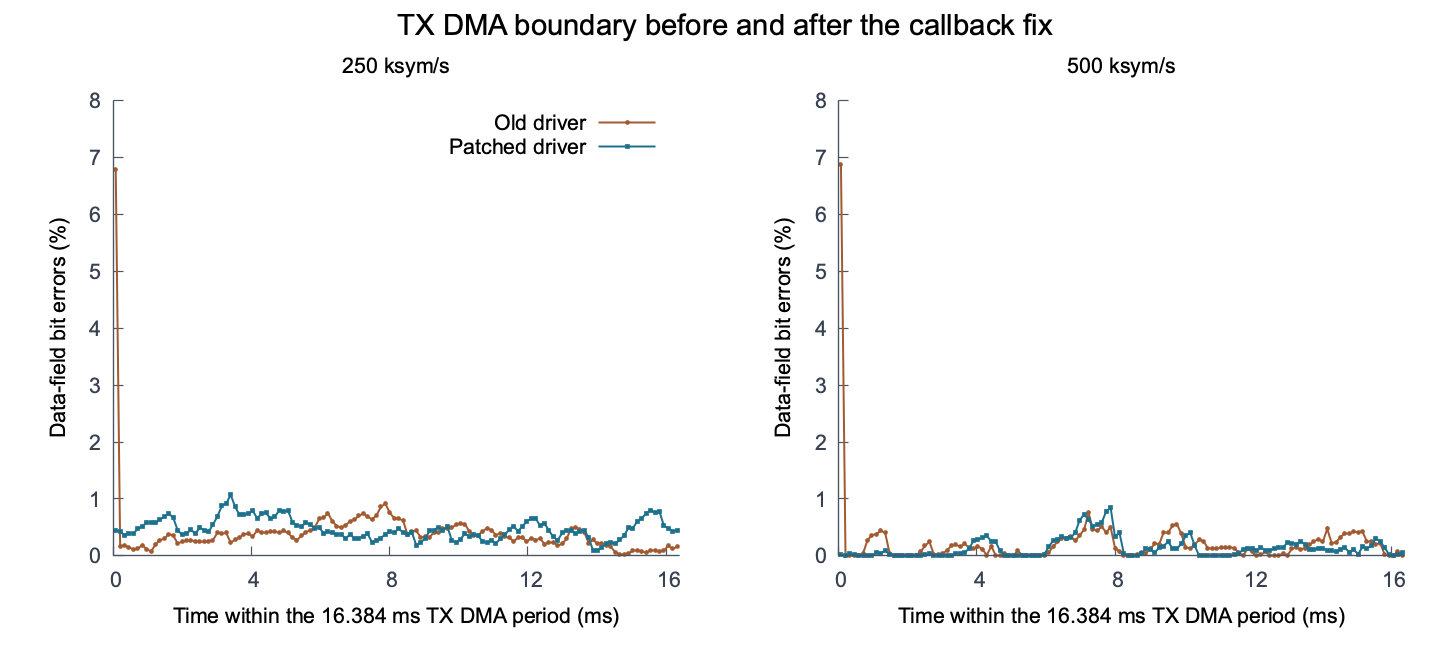 TX DMA boundary before and after the callback fix
250 ksym/s
8
7
6
5
4
3
2
1
0
Data-field bit errors (%)
Old driver
Patched driver
0 4 8 12 16
Time within the 16.384 ms TX DMA period (ms)
500 ksym/s
8
7
6
5
4
3
2
1
0
Data-field bit errors (%)
0 4 8 12 16
Time within the 16.384 ms TX DMA period (ms)